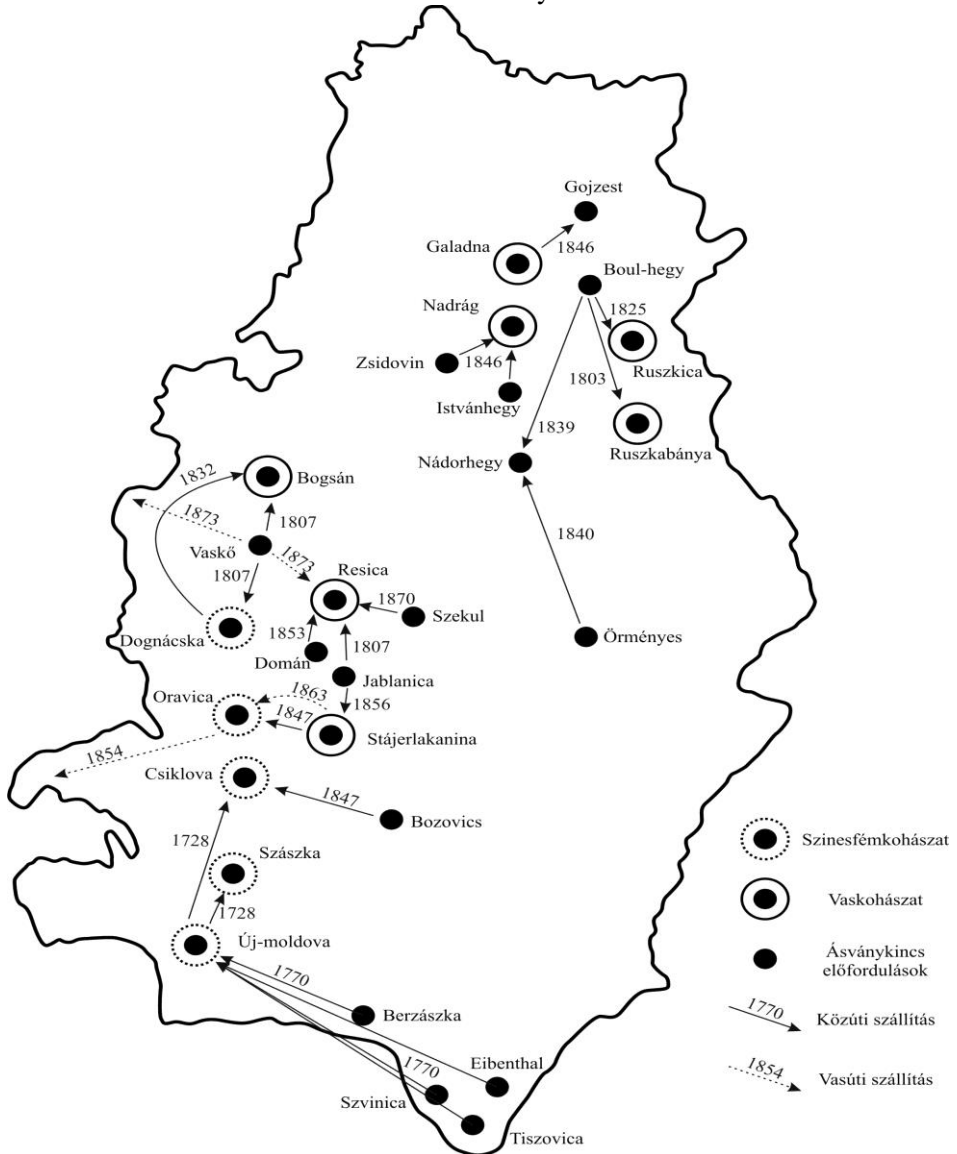 Gojzest
Galadna
1846
Boul-hegy
Nadrág
1825
Zsidovin
1846
Ruszkica
Istvánhegy
1803
1839
Ruszkabánya
Nádorhegy
1832
Bogsán
1873
1807
1840
Vaskő
1873
1807
Resica
1870
Szekul
Dognácska
1853
1807
Örményes
Domán
Jablanica
Oravica
1863
1856
1847
Stájerlakanina
1854
Csiklova
1847
Bozovics
1728
Szászka
1728
Új-moldova
1770
Berzászka
Eibenthal
1770
Szvinica
Tiszovica
Szinesfémkohászat
Vaskohászat
Ásványkincs
előfordulások
1770
Közúti szállítás
1854
Vasúti szállítás